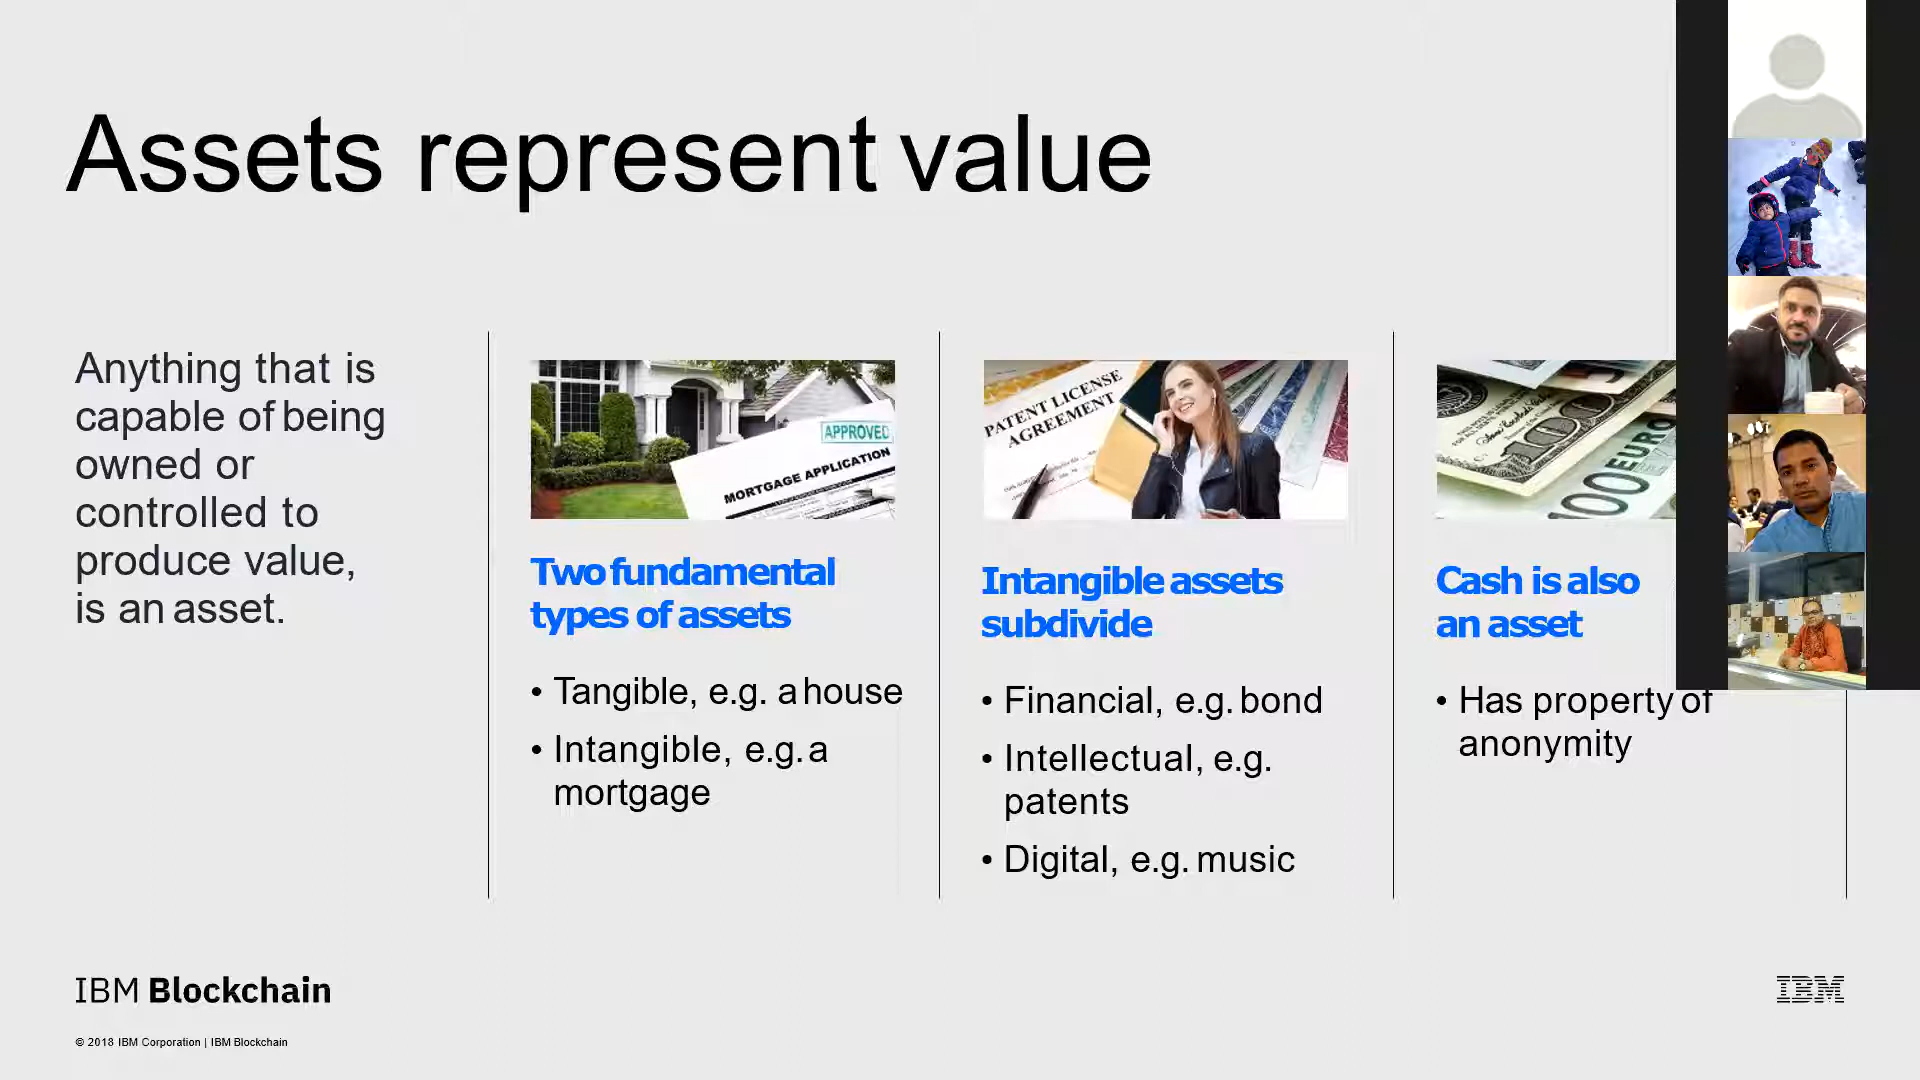 Assets represent value
Anything that is
capable of being
owned or
controlled to
produce value,
is an asset.
APPROVED
MORTGAGE APPLICATION
Two fundamental
types of assets
• Tangible, e.g. a house
• Intangible, e.g. a
mortgage
PATENT LICENSE
AGREEMENT
Intangible assets
subdivide
• Financial, e.g. bond
• Intellectual, e.g.
patents
• Digital, e.g. music
100
100 EURO
Cash is also
an asset
• Has property of
anonymity
IBM Blockchain
IBM
© 2018 IBM Corporation | IBM Blockchain